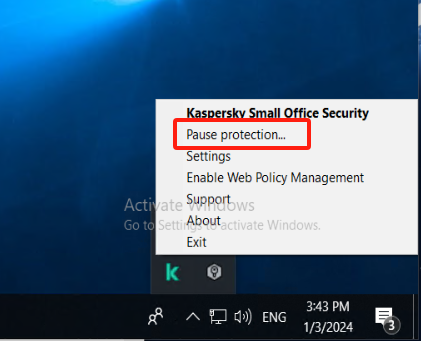 Kaspersky Small Office Security
Pause protection...
Settings
Enable Web Policy Management
Support
Activate Windows
About
Go to Settings to activate Windows.
Exit
k
ENG
3:43 PM
1/3/2024
3